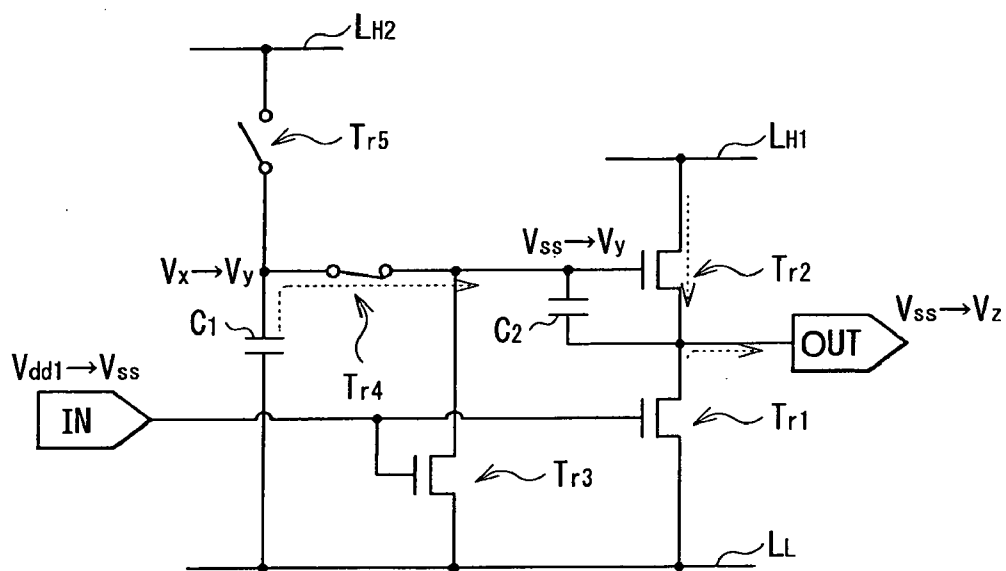 LH2
Tr5
LH1
Vss→Vy
Vx→Vy
Tr2
Vss→Vz
C1
C2
OUT
Vdd1→Vss
Tr4
IN
Tr1
Tr3
LL